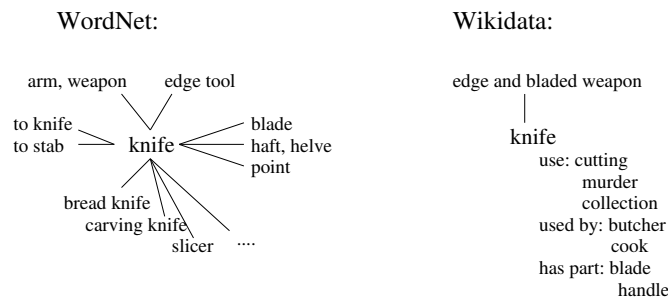 WordNet:
arm, weapon
edge tool
to knife
to stab
knife
blade
haft, helve
point
bread knife
carving knife
slicer
....
Wikidata:
edge and bladed weapon
knife
use: cutting
murder
collection
used by: butcher
cook
has part: blade
handle